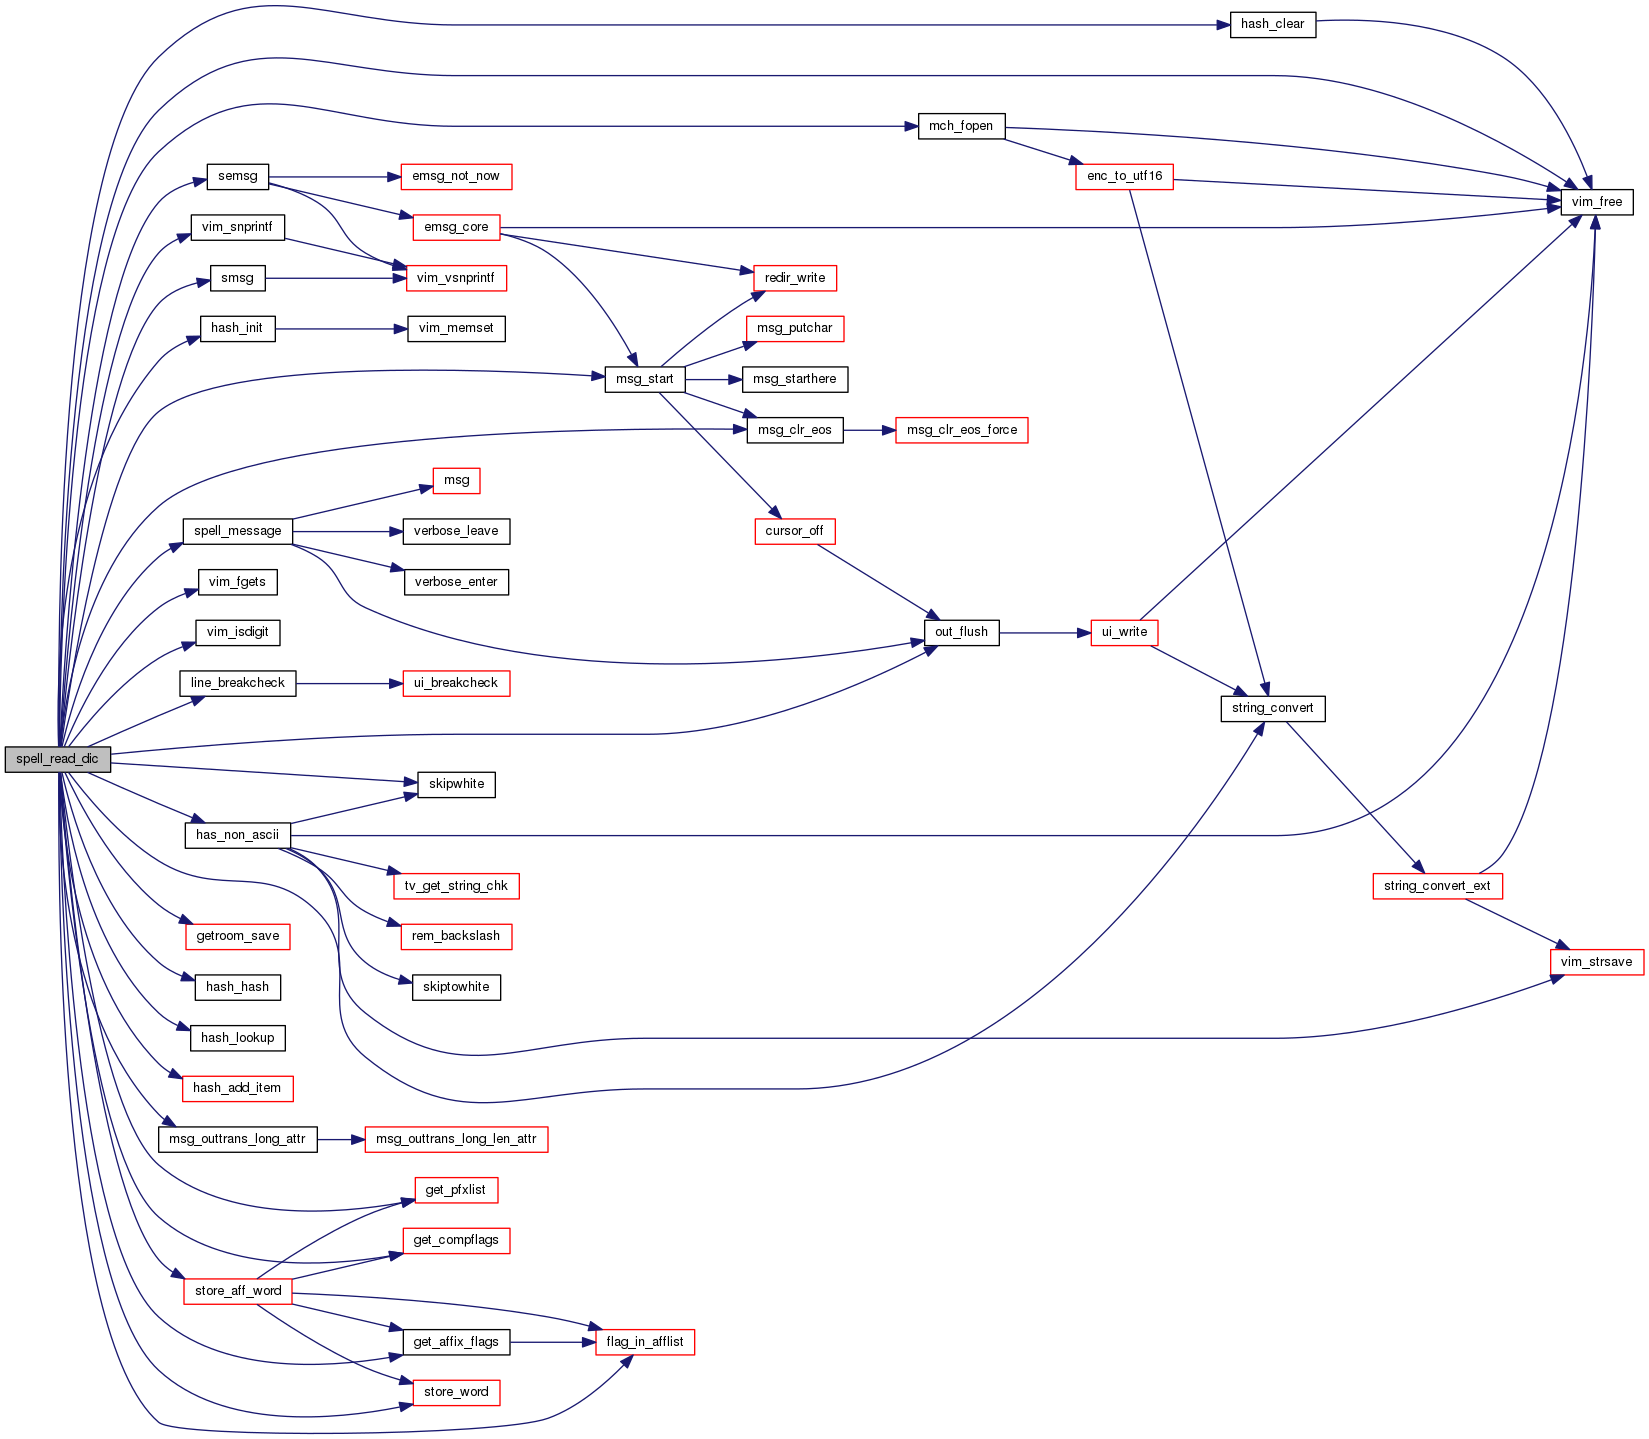 hash_clear
mch_fopen
semsg
emsg_not_now
enc_to_utf16
vim_free
vim_snprintf
emsg_core
smsg
vim_vsnprintf
redir_write
hash_init
vim_memset
msg_putchar
msg_start
msg_starthere
msg_clr_eos
msg_clr_eos_force
msg
spell_message
verbose_leave
cursor_off
vim_fgets
verbose_enter
vim_isdigit
out_flush
ui_write
line_breakcheck
ui_breakcheck
string_convert
spell_read_dic
skipwhite
has_non_ascii
tv_get_string_chk
string_convert_ext
getroom_save
rem_backslash
vim_strsave
hash_hash
skiptowhite
hash_lookup
hash_add_item
msg_outtrans_long_attr
msg_outtrans_long_len_attr
get_pfxlist
get_compflags
store_aff_word
get_affix_flags
flag_in_afflist
store_word